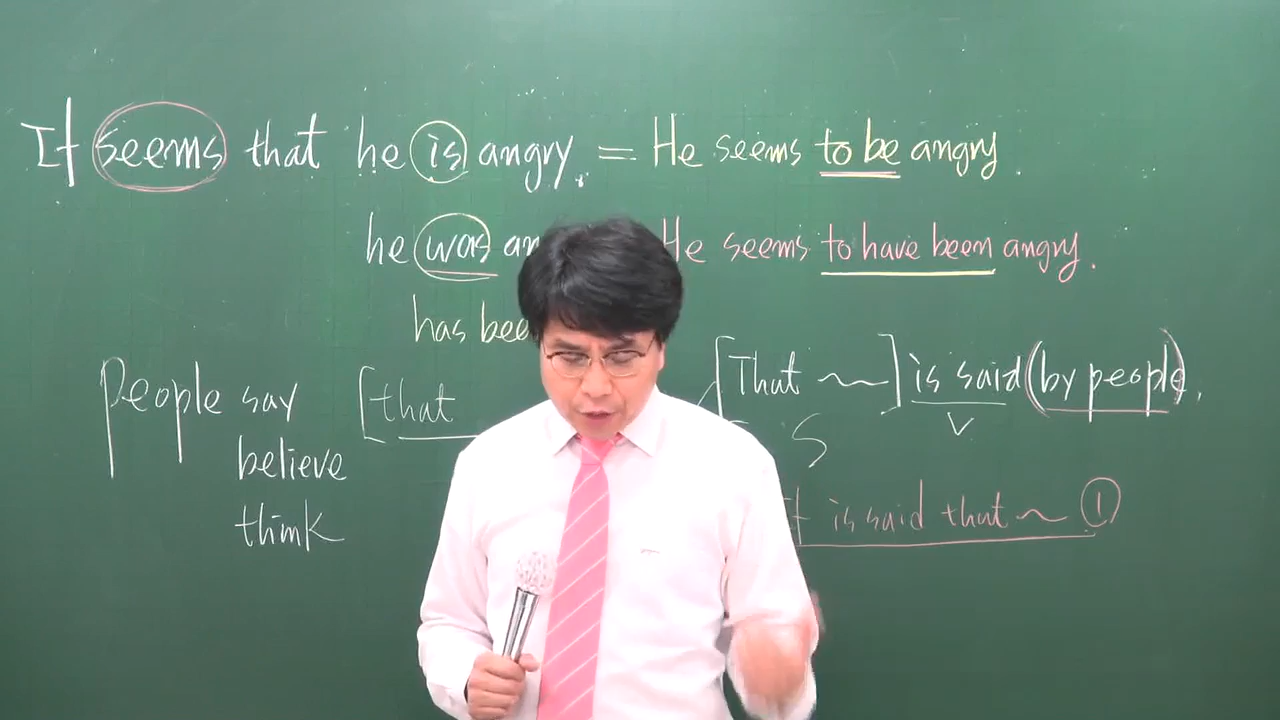 It seems that he is angry. = He seems to be angry.
he was an He seems to have been angry.
has bee
People say [that [That ~] is said (by people).
believe S V
think It is said that ~ ①